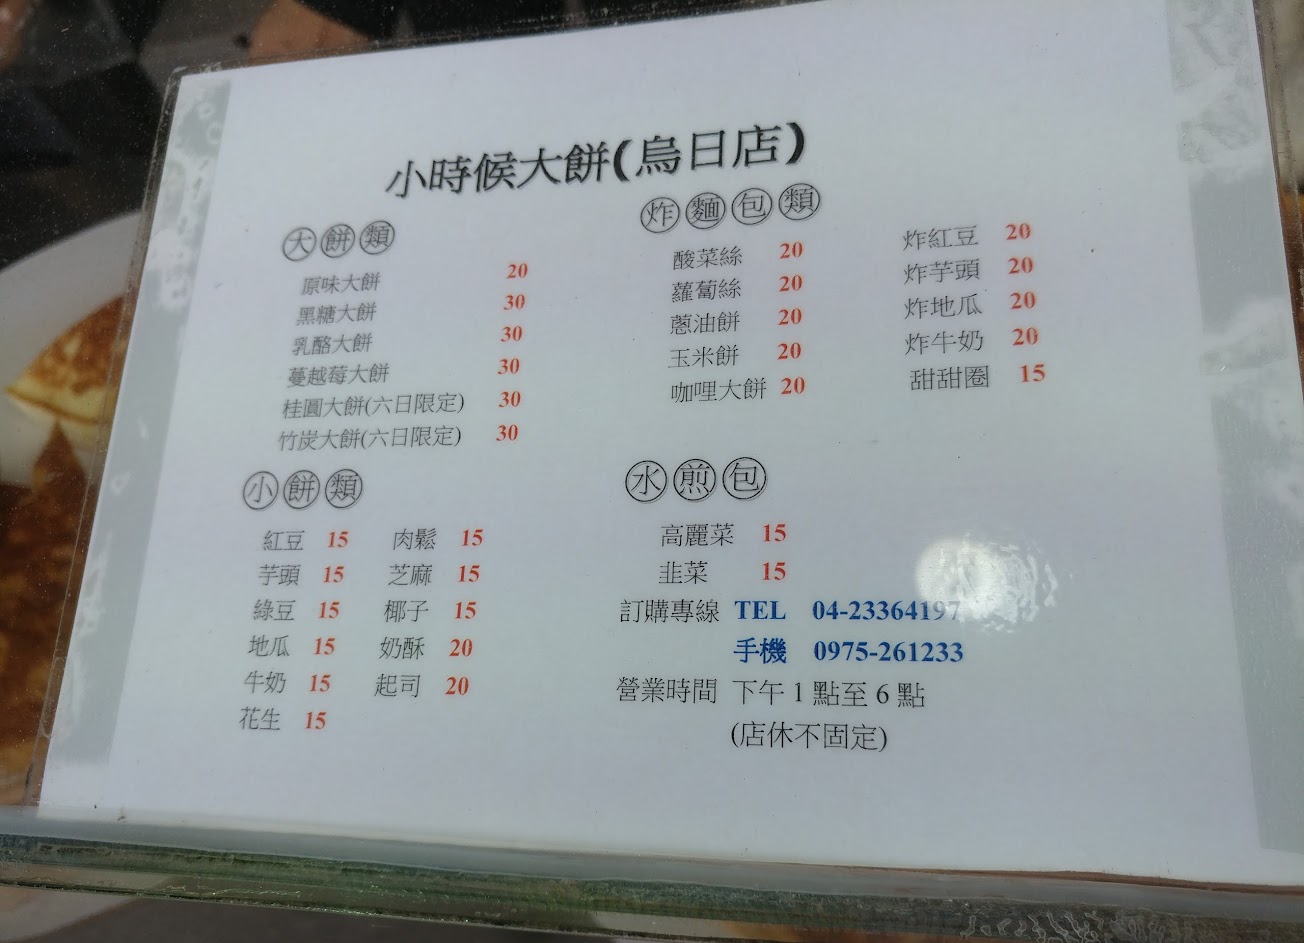 小時候大餅(烏日店)
大餅類
原味大餅 20
黑糖大餅 30
乳酪大餅 30
蔓越莓大餅 30
桂圓大餅(六日限定) 30
竹炭大餅(六日限定) 30
小餅類
紅豆 15 肉鬆 15
芋頭 15 芝麻 15
綠豆 15 椰子 15
地瓜 15 奶酥 20
牛奶 15 起司 20
花生 15
炸麵包類
酸菜絲 20 炸紅豆 20
蘿蔔絲 20 炸芋頭 20
蔥油餅 20 炸地瓜 20
玉米餅 20 炸牛奶 20
咖哩大餅 20 甜甜圈 15
水煎包
高麗菜 15
韭菜 15
訂購專線 TEL 04-23364197
手機 0975-261233
營業時間 下午 1 點至 6 點
(店休不固定)